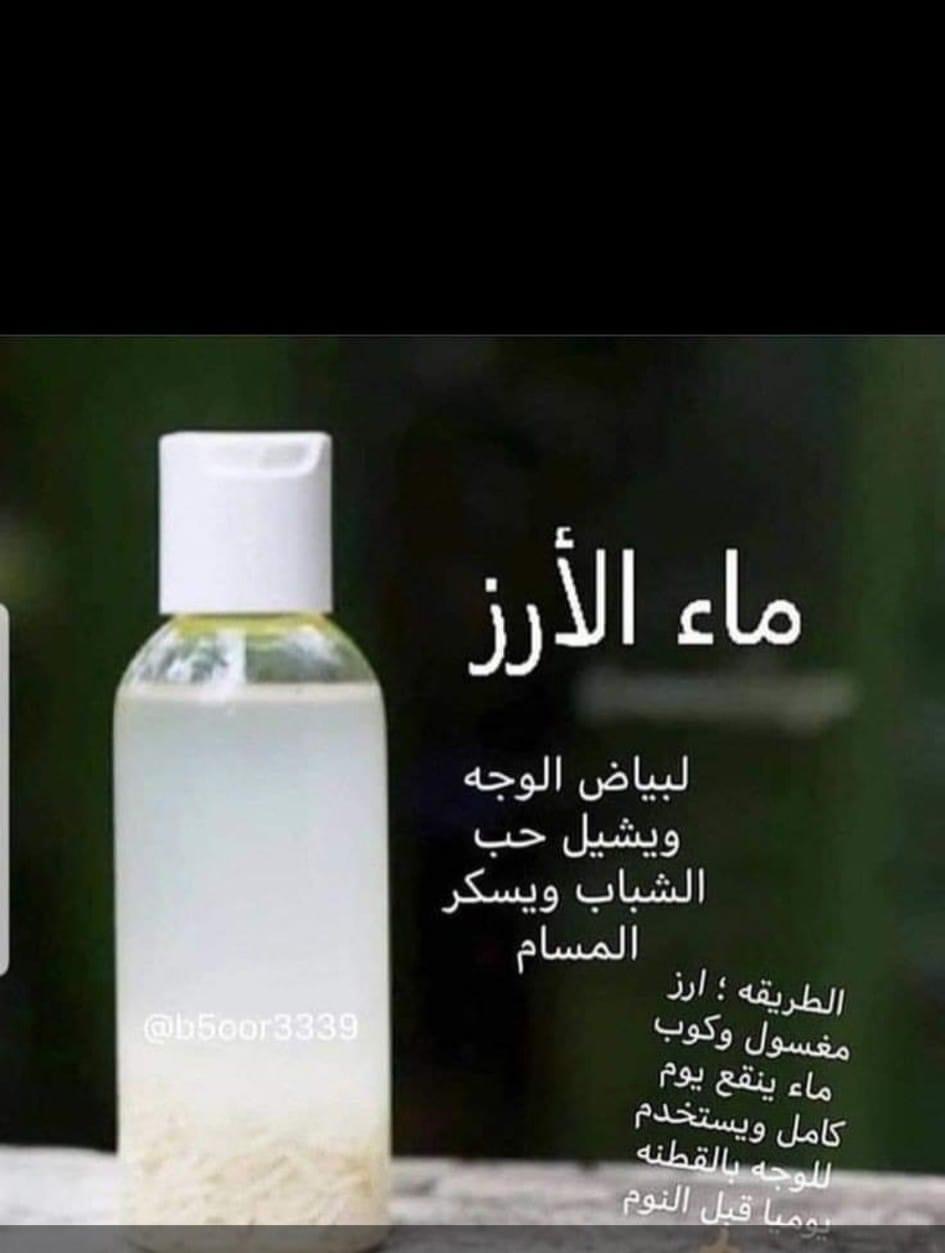 ماء الأرز
لبياض الوجه
ويشيل حب
الشباب ويسكر
المسام
الطريقه ؛ ارز
مغسول وكوب
ماء ينقع يوم
كامل ويستخدم
للوجه بالقطنه
يوميا قبل النوم
@b5oor3339